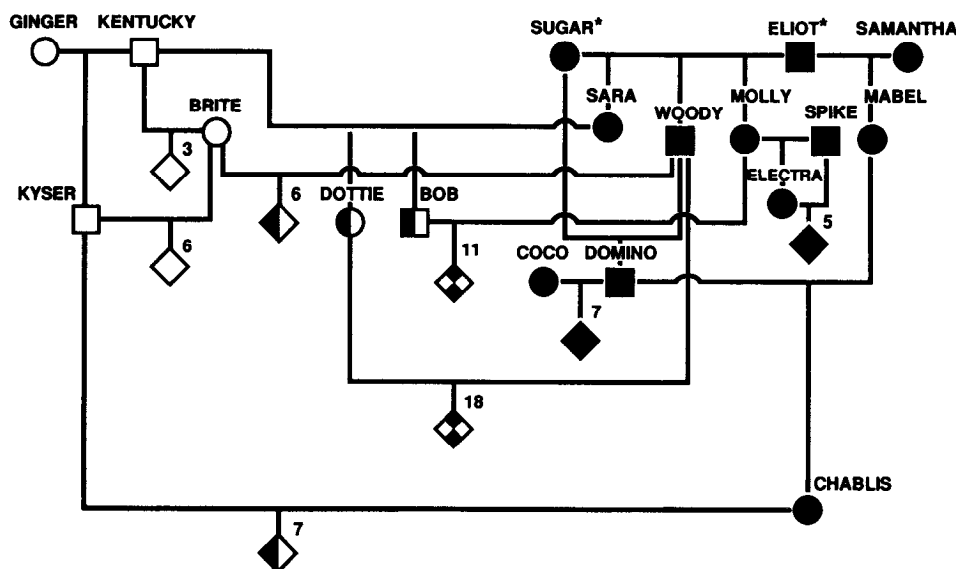 GINGER KENTUCKY
SUGAR* ELIOT* SAMANTHA
BRITE
SARA
WOODY
MOLLY
SPIKE
MABEL
3
ELECTRA
KYSER
6
DOTTIE
BOB
5
6
11
COCO DOMINO
7
18
CHABLIS
7